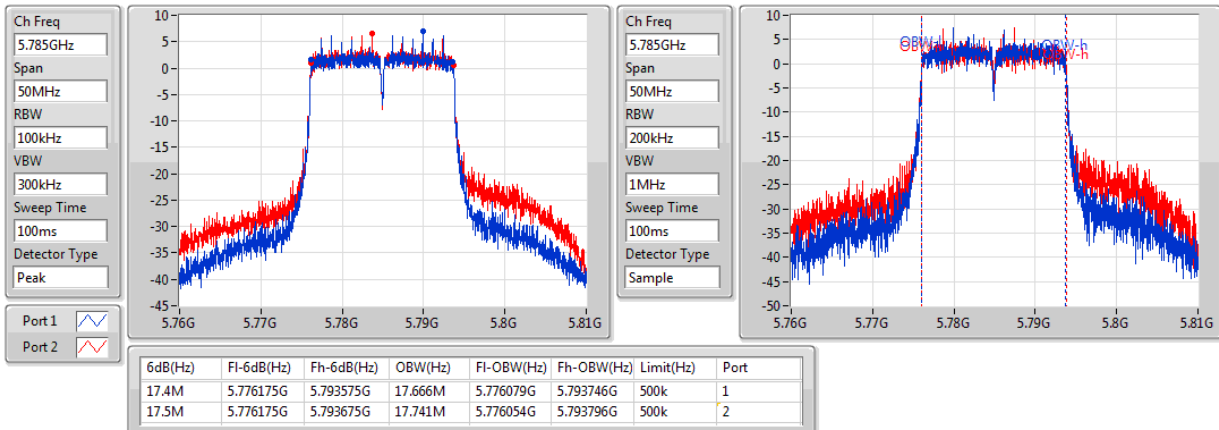 Ch Freq
5.785GHz
Span
50MHz
RBW
100kHz
VBW
300kHz
Sweep Time
100ms
Detector Type
Peak
Port 1
Port 2
10
5
0
-5
-10
-15
-20
-25
-30
-35
-40
-45
5.76G 5.77G 5.78G 5.79G 5.8G 5.81G
Ch Freq
5.785GHz
Span
50MHz
RBW
200kHz
VBW
1MHz
Sweep Time
100ms
Detector Type
Sample
10
5
0
-5
-10
-15
-20
-25
-30
-35
-40
-45
-50
OBW-h
5.76G 5.77G 5.78G 5.79G 5.8G 5.81G
6dB(Hz) Fl-6dB(Hz) Fh-6dB(Hz) OBW(Hz) Fl-OBW(Hz) Fh-OBW(Hz) Limit(Hz) Port
17.4M 5.776175G 5.793575G 17.666M 5.776079G 5.793746G 500k 1
17.5M 5.776175G 5.793675G 17.741M 5.776054G 5.793796G 500k 2